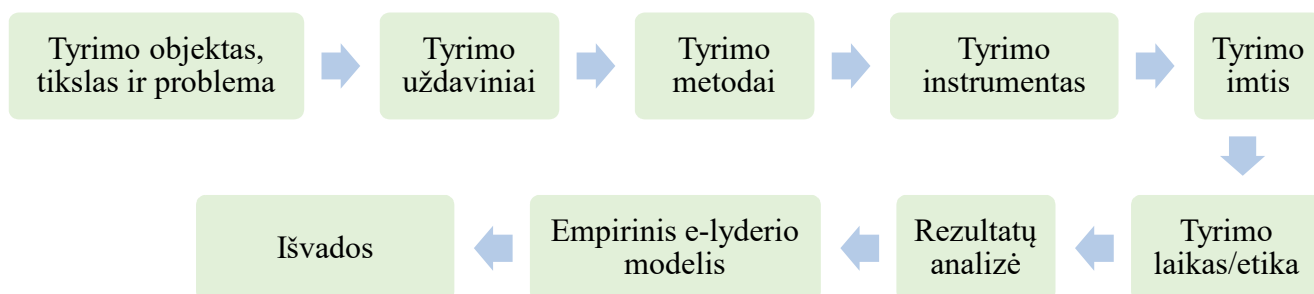 Tyrimo objektas,
tikslas ir problema
Tyrimo
uždaviniai
Tyrimo
metodai
Tyrimo
instrumentas
Tyrimo
imtis
Tyrimo
laikas/etika
Rezultatų
analizė
Empirinis e-lyderio
modelis
Išvados